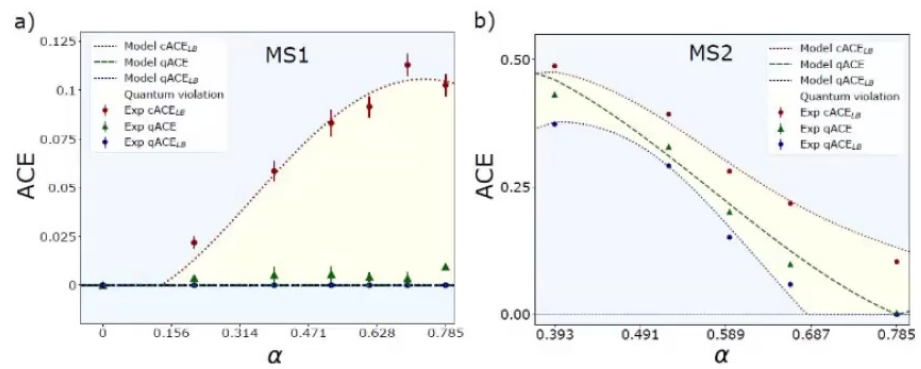 a)
MS1
Model cACE_LB
Model qACE
Model qACE_LB
Quantum violation
Exp cACE_LB
Exp qACE
Exp qACE_LB
ACE
0.125
0.1
0.075
0.05
0.025
0
0 0.156 0.314 0.471 0.628 0.785
α
b)
MS2
Model cACE_LB
Model qACE
Model qACE_LB
Quantum violation
Exp cACE_LB
Exp qACE
Exp qACE_LB
ACE
0.50
0.25
0.00
0.393 0.491 0.589 0.687 0.785
α